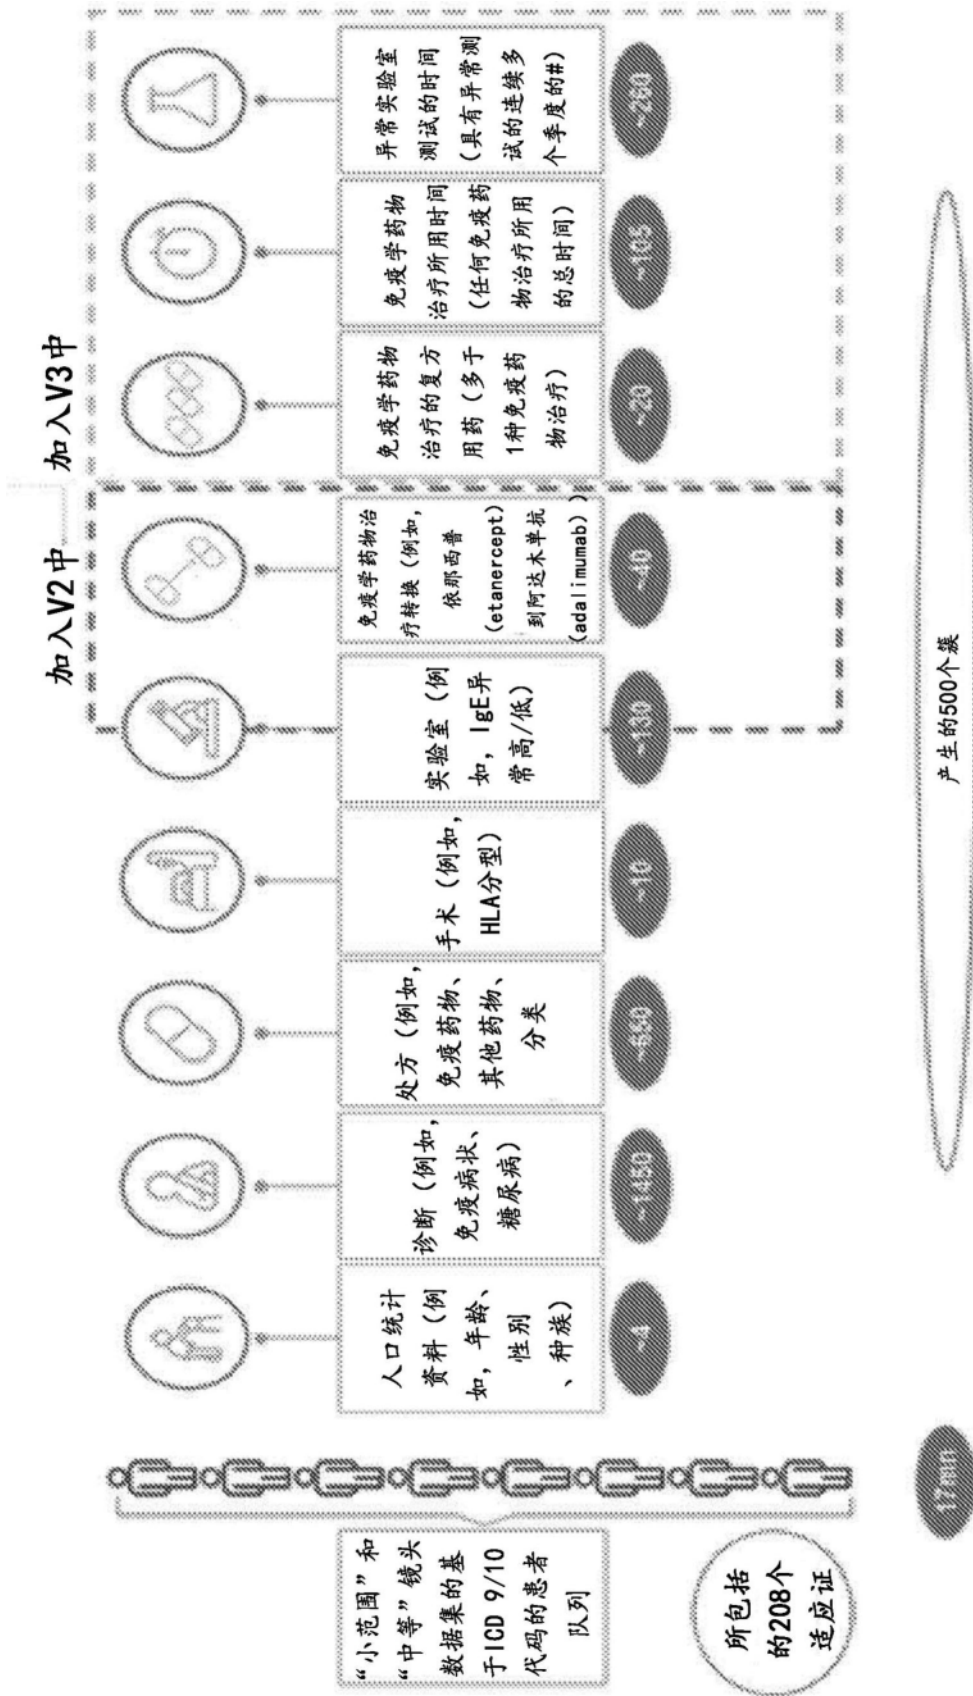 加入V2中
加入V3中
“小范围”和
“中等”镜头
数据集的基
于ICD 9/10
代码的患者
队列
所包括
的208个
适应证
人口统计
资料（例
如，年龄、
性别
、种族）
~4
诊断（例如，
免疫病状、
糖尿病）
~1450
处方（例如，
免疫药物、
其他药物、
分类
手术（例如，
HLA分型）
~10
实验室（例
如，IgE异
常高/低）
~130
免疫学药物治
疗转换（例如，
依那西普
（etanercept）
到阿达木单抗
（adalimumab））
~40
免疫学药物
治疗的复方
用药（多于
1种免疫药
物治疗）
~20
免疫学药物
治疗所用时间
（任何免疫药
物治疗所用
的总时间）
~105
异常实验室
测试的时间
（具有异常测
试的连续多
个季度的#）
~260
产生的500个簇